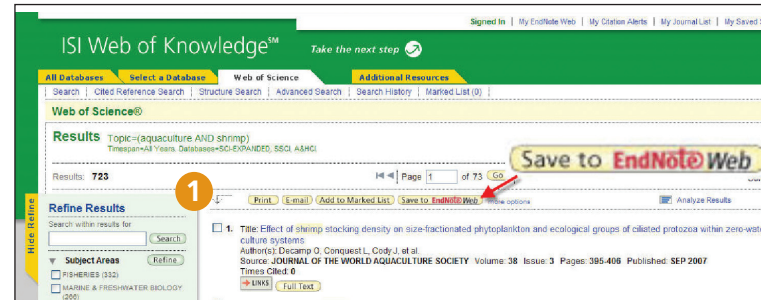 Signed In | My EndNote Web | My Citation Alerts | My Journal List | My Saved
ISI Web of Knowledge℠ Take the next step
All Databases Select a Database Web of Science Additional Resources
Search | Cited Reference Search | Structure Search | Advanced Search | Search History | Marked List (0)
Web of Science®
Results Topic=(aquaculture AND shrimp)
Timespan=All Years. Databases=SCI-EXPANDED, SSCI, A&HCI.
Save to EndNote Web
Results: 723 Page 1 of 73 Go
1
Print E-mail Add to Marked List Save to EndNote Web more options Analyze Results
Hide Refine
Refine Results
Search within results for
Search
Subject Areas Refine
FISHERIES (332)
MARINE & FRESHWATER BIOLOGY
(266)
1. Title: Effect of shrimp stocking density on size-fractionated phytoplankton and ecological groups of ciliated protozoa within zero-wate
culture systems
Author(s): Decamp O, Conquest L, Cody J, et al.
Source: JOURNAL OF THE WORLD AQUACULTURE SOCIETY Volume: 38 Issue: 3 Pages: 395-406 Published: SEP 2007
Times Cited: 0
LINKS Full Text